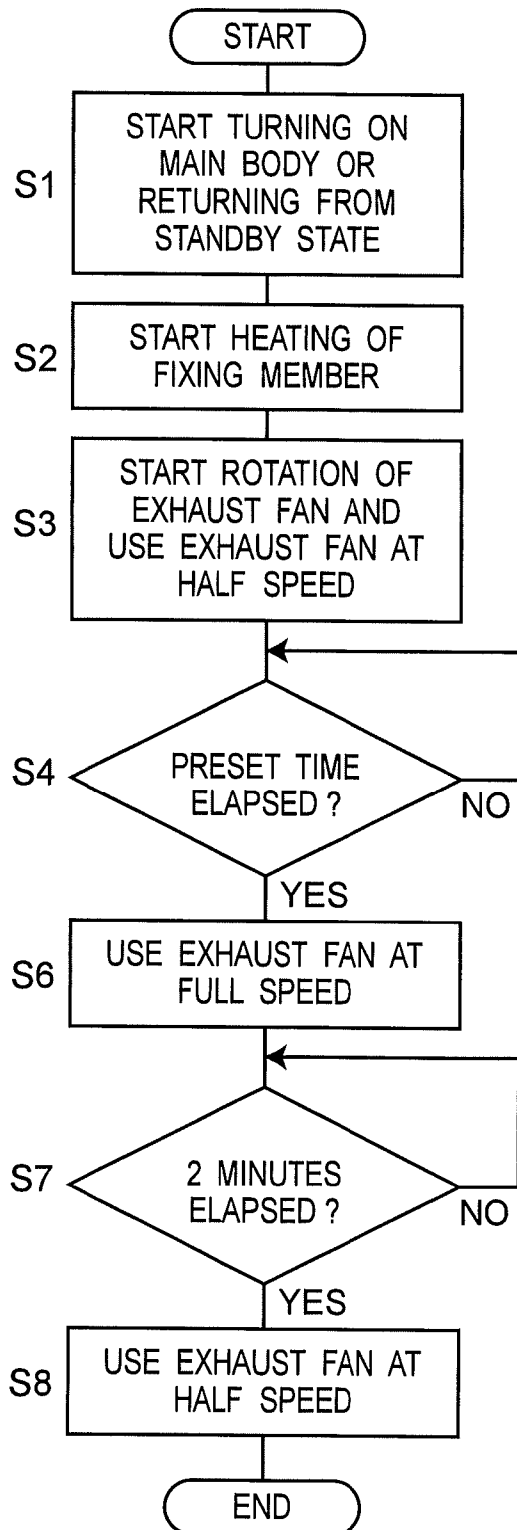 START
S1
START TURNING ON
MAIN BODY OR
RETURNING FROM
STANDBY STATE
S2
START HEATING OF
FIXING MEMBER
S3
START ROTATION OF
EXHAUST FAN AND
USE EXHAUST FAN AT
HALF SPEED
S4
PRESET TIME
ELAPSED ?
NO
YES
S6
USE EXHAUST FAN AT
FULL SPEED
S7
2 MINUTES
ELAPSED ?
NO
YES
S8
USE EXHAUST FAN AT
HALF SPEED
END